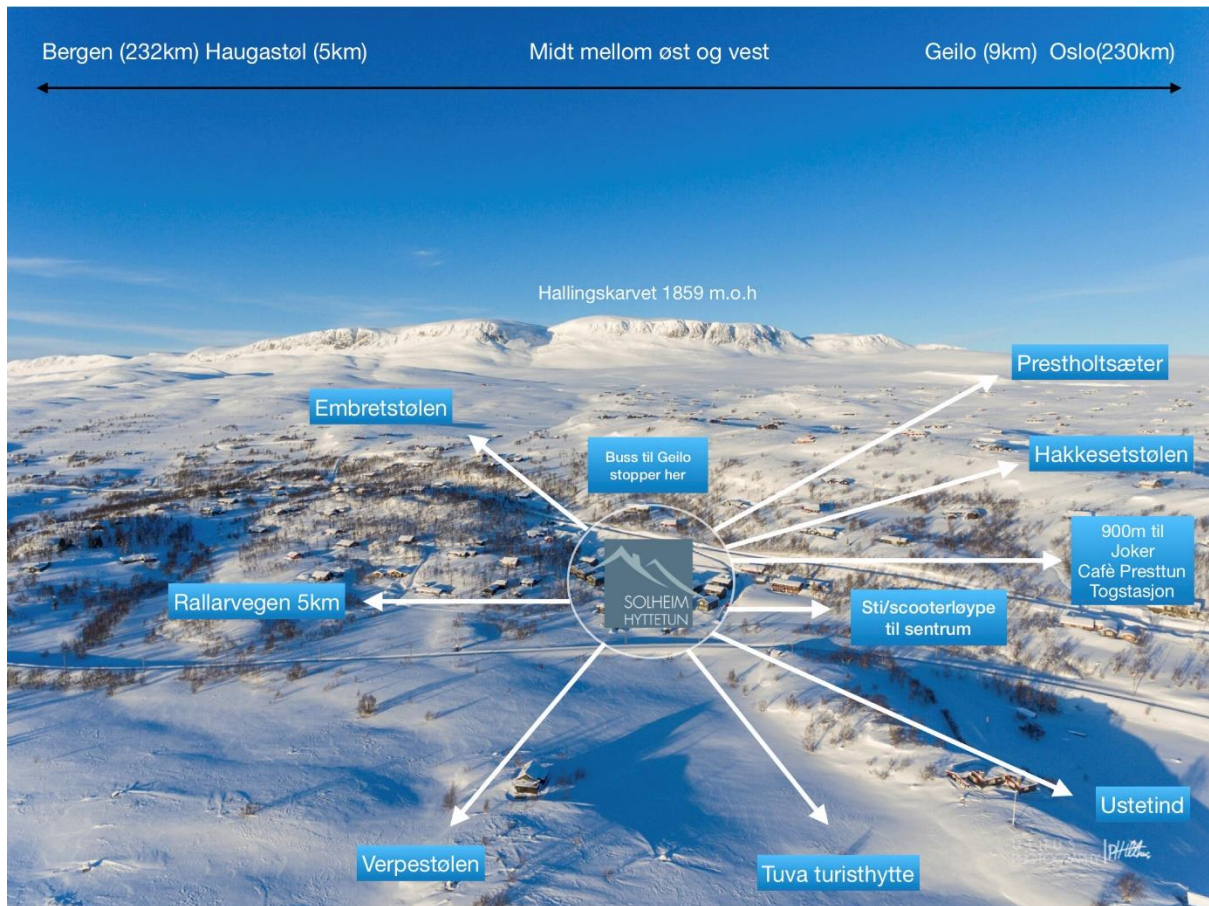 Bergen (232km) Haugastøl (5km)
Midt mellom øst og vest
Geilo (9km) Oslo(230km)
Hallingskarvet 1859 m.o.h
Prestholtsæter
Embretstølen
Buss til Geilo
stopper her
Hakkesetstølen
900m til
Joker
Cafè Presttun
Togstasjon
SOLHEIM
HYTTETUN
Rallarvegen 5km
Sti/scooterløype
til sentrum
Ustetind
Verpestølen
Tuva turisthytte